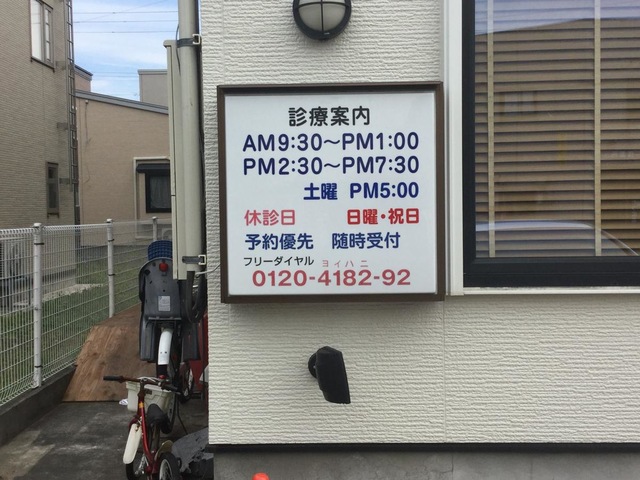 診療案内
AM9:30～PM1:00
PM2:30～PM7:30
土曜 PM5:00
休診日 日曜・祝日
予約優先 随時受付
フリーダイヤル ヨイハニ
0120-4182-92